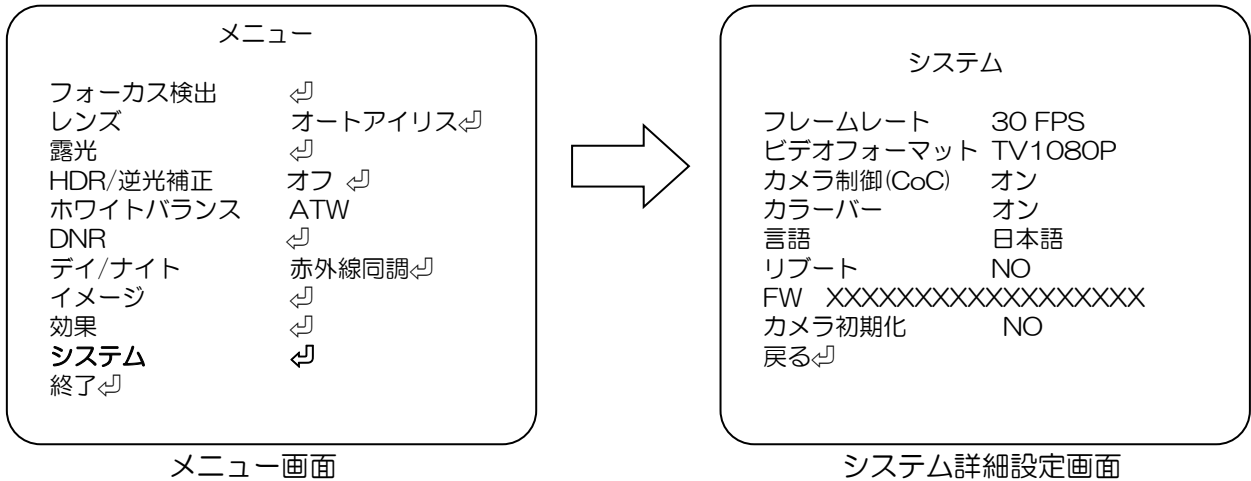 メニュー
フォーカス検出 ⏎
レンズ オートアイリス⏎
露光 ⏎
HDR/逆光補正 オフ ⏎
ホワイトバランス ATW
DNR ⏎
デイ/ナイト 赤外線同調⏎
イメージ ⏎
効果 ⏎
システム ⏎
終了⏎
メニュー画面
システム
フレームレート 30 FPS
ビデオフォーマット TV1080P
カメラ制御(CoC) オン
カラーバー オン
言語 日本語
リブート NO
FW XXXXXXXXXXXXXXXXXX
カメラ初期化 NO
戻る⏎
システム詳細設定画面